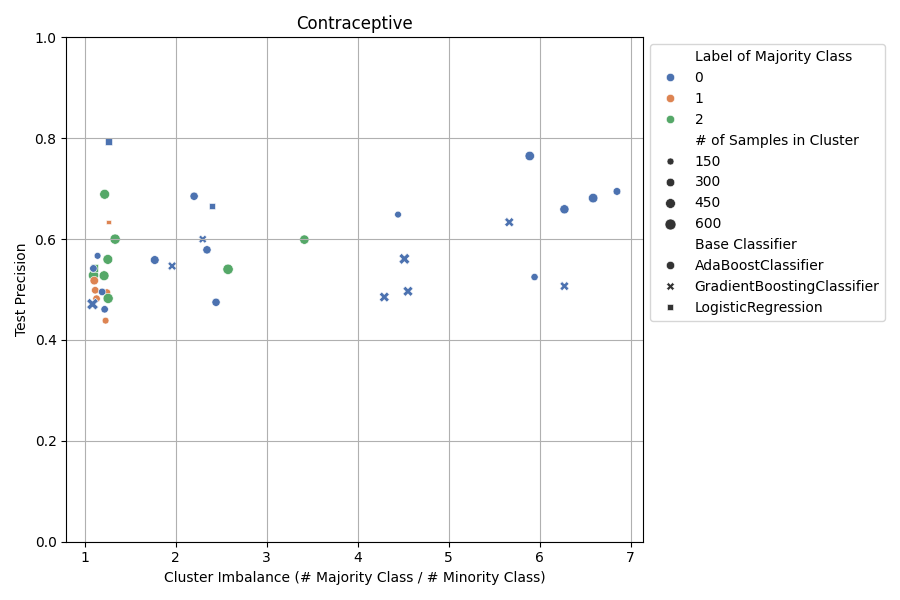 Contraceptive
1.0
0.8
0.6
0.4
0.2
0.0
Test Precision
1
2
3
4
5
6
7
Cluster Imbalance (# Majority Class / # Minority Class)
Label of Majority Class
0
1
2
# of Samples in Cluster
150
300
450
600
Base Classifier
AdaBoostClassifier
GradientBoostingClassifier
LogisticRegression